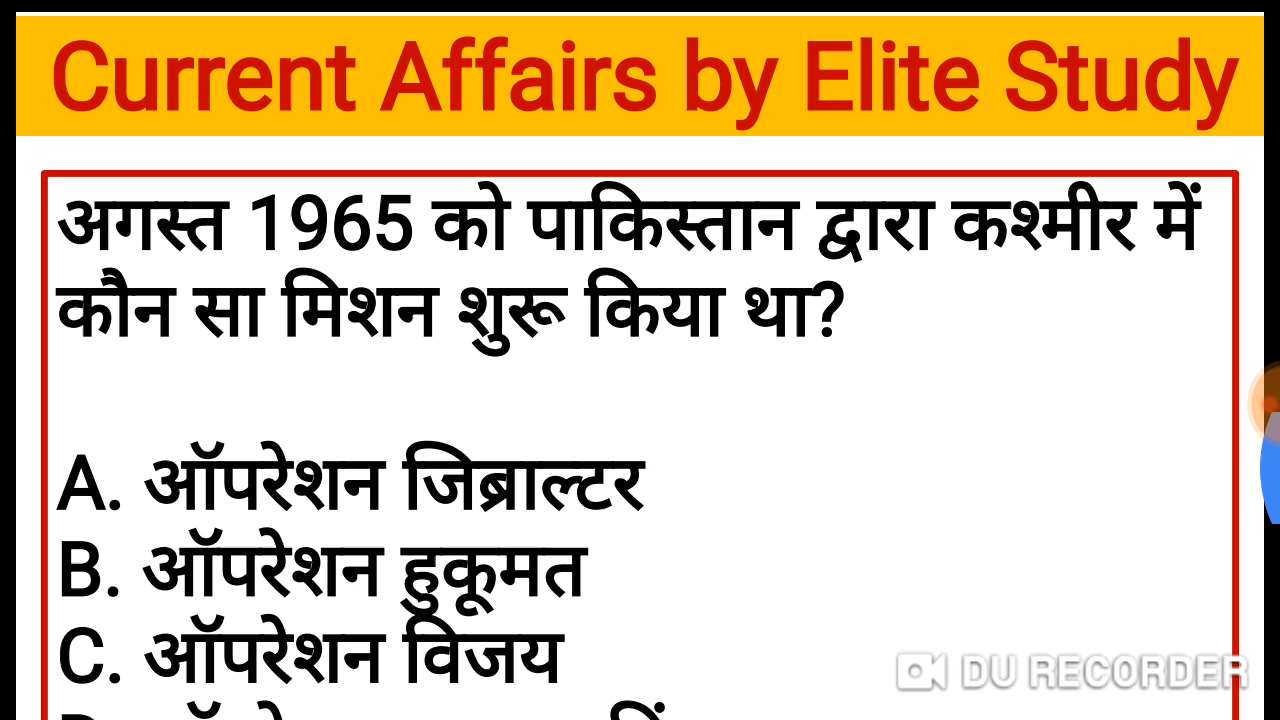 Current Affairs by Elite Study
अगस्त 1965 को पाकिस्तान द्वारा कश्मीर में
कौन सा मिशन शुरू किया था?
A. ऑपरेशन जिब्राल्टर
B. ऑपरेशन हुकूमत
C. ऑपरेशन विजय
DU RECORDER